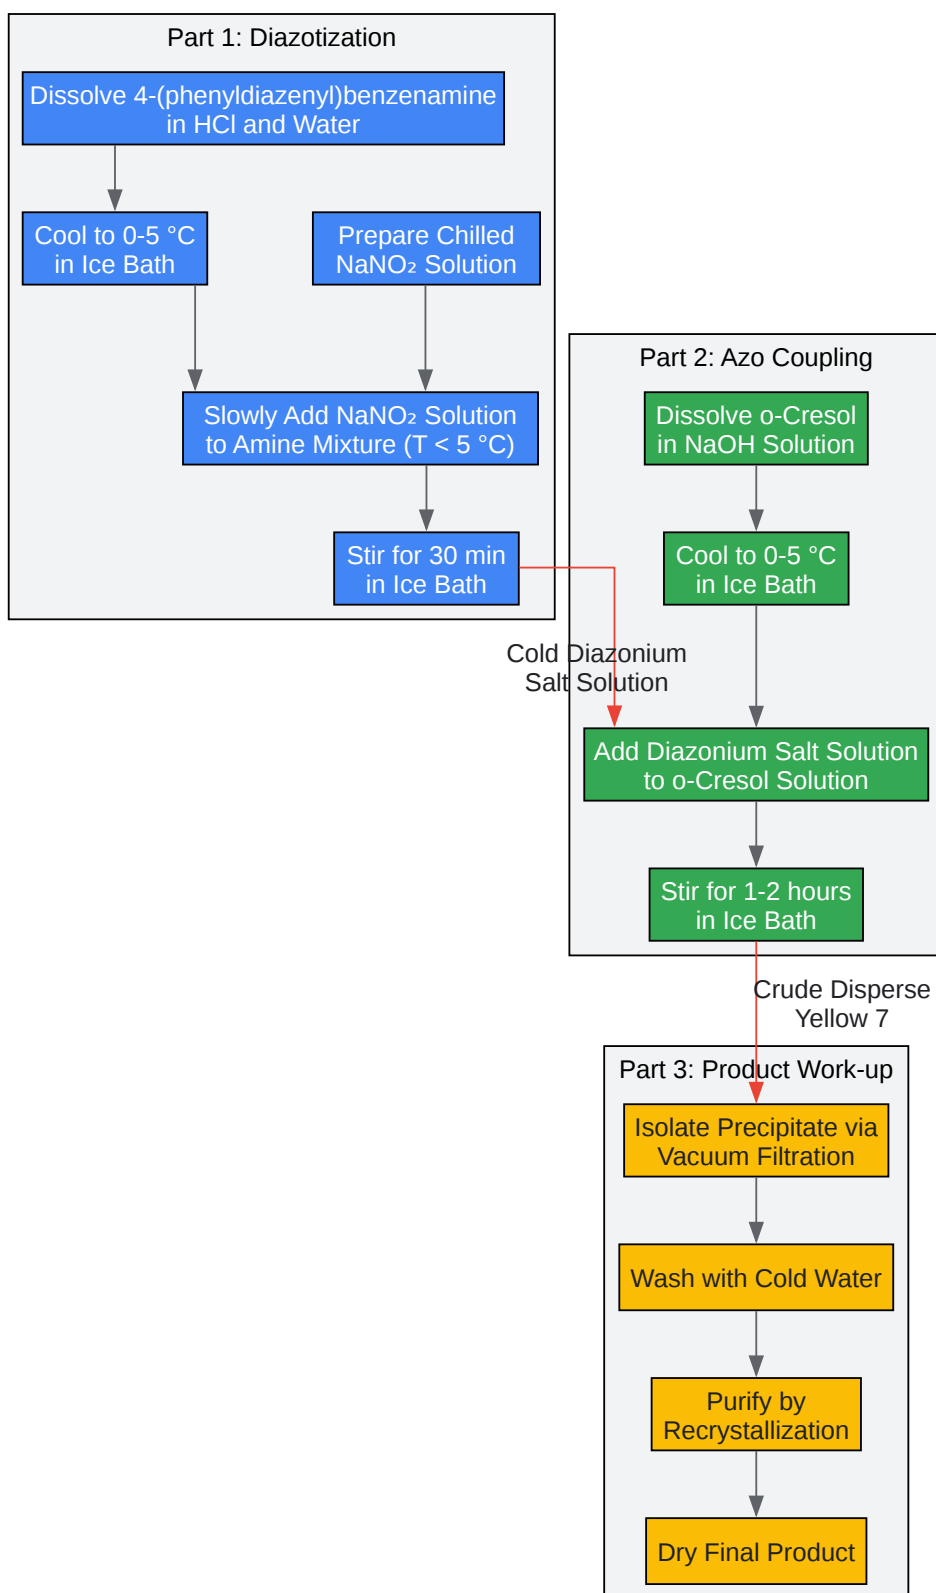 Part 1: Diazotization
Dissolve 4-(phenyldiazenyl)benzenamine
in HCl and Water
Cool to 0-5 °C
in Ice Bath
Prepare Chilled
NaNO₂ Solution
Slowly Add NaNO₂ Solution
to Amine Mixture (T < 5 °C)
Stir for 30 min
in Ice Bath
Cold Diazonium
Salt Solution
Part 2: Azo Coupling
Dissolve o-Cresol
in NaOH Solution
Cool to 0-5 °C
in Ice Bath
Add Diazonium Salt Solution
to o-Cresol Solution
Stir for 1-2 hours
in Ice Bath
Crude Disperse
Yellow 7
Part 3: Product Work-up
Isolate Precipitate via
Vacuum Filtration
Wash with Cold Water
Purify by
Recrystallization
Dry Final Product